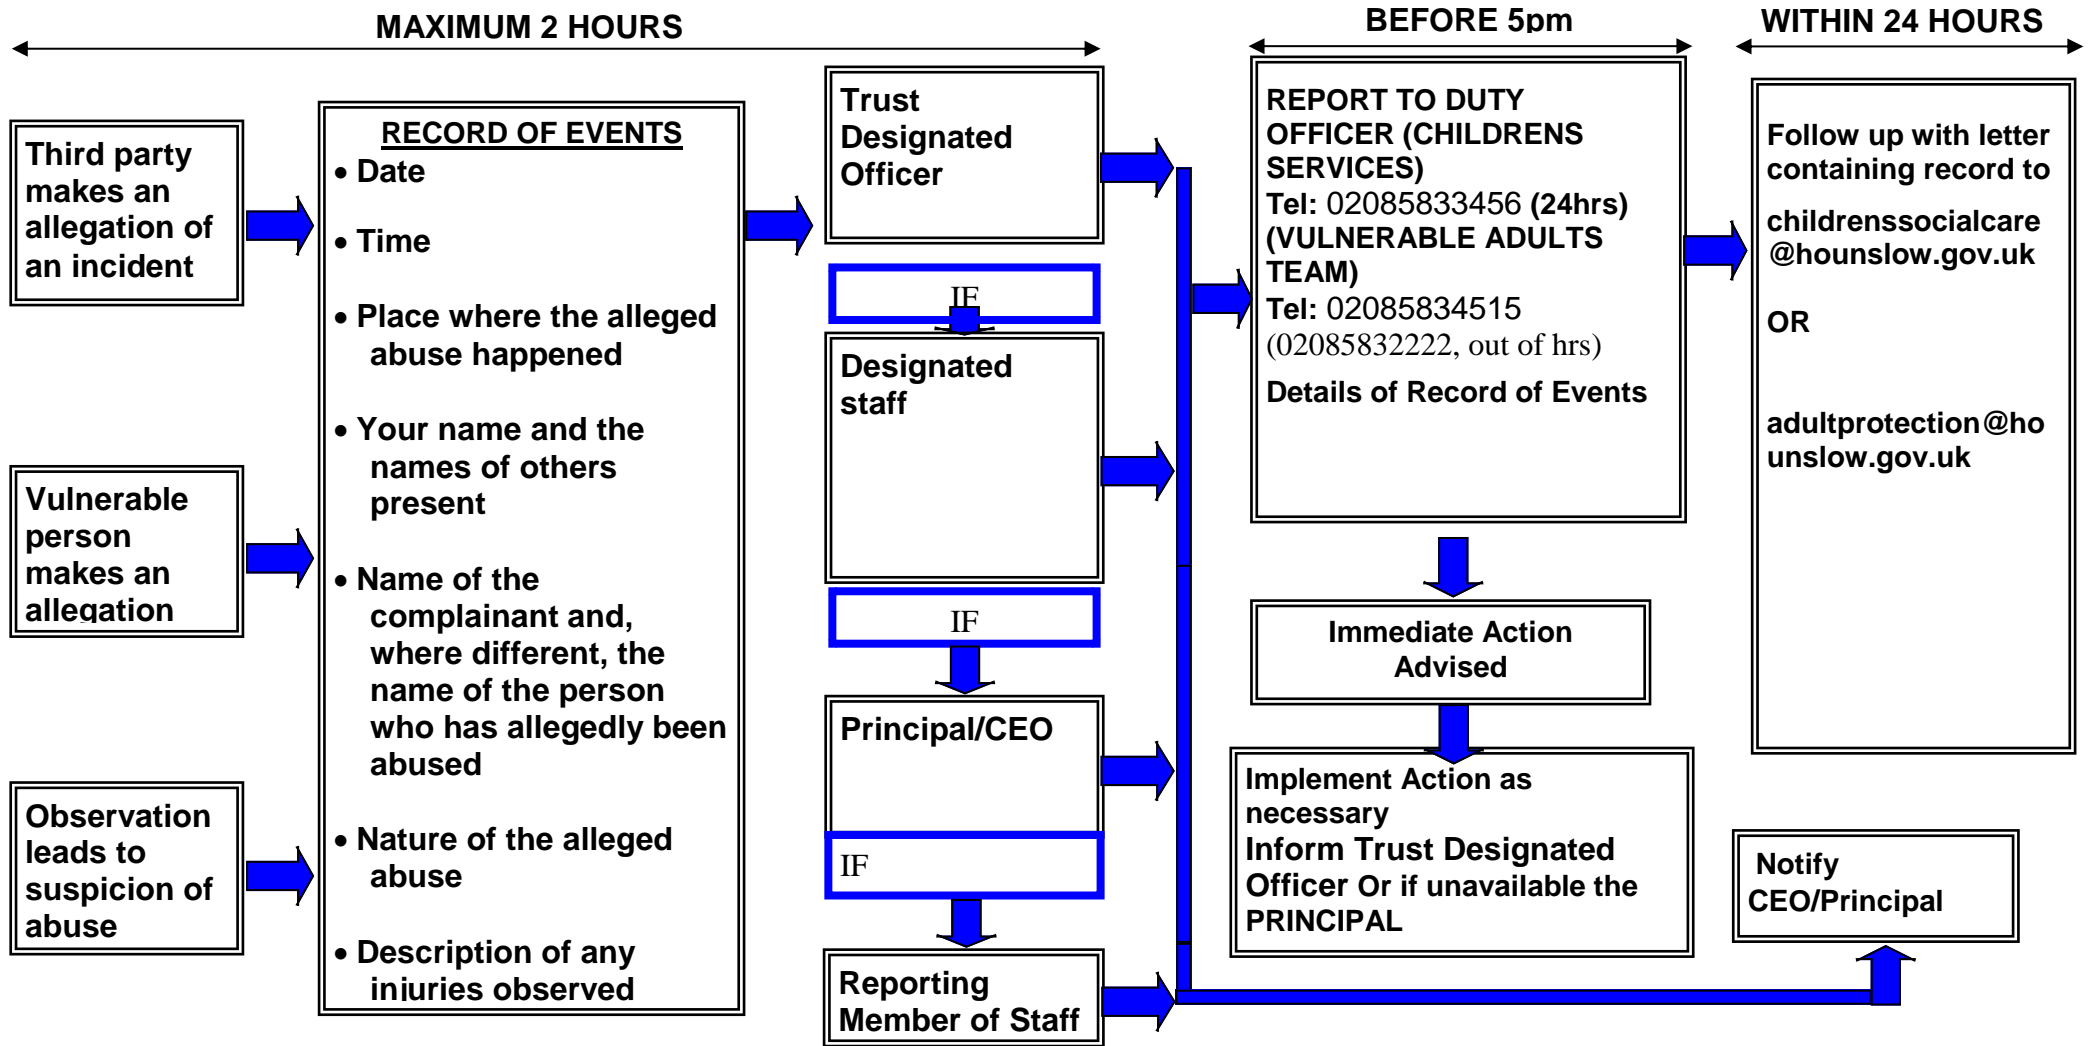 MAXIMUM 2 HOURS
BEFORE 5pm
WITHIN 24 HOURS
Third party
makes an
allegation of
an incident
Vulnerable
person
makes an
allegation
Observation
leads to
suspicion of
abuse
RECORD OF EVENTS
• Date
• Time
• Place where the alleged
abuse happened
• Your name and the
names of others
present
• Name of the
complainant and,
where different, the
name of the person
who has allegedly been
abused
• Nature of the alleged
abuse
• Description of any
injuries observed
Trust
Designated
Officer
IF
Designated
staff
IF
Principal/CEO
IF
Reporting
Member of Staff
REPORT TO DUTY
OFFICER (CHILDRENS
SERVICES)
Tel: 02085833456 (24hrs)
(VULNERABLE ADULTS
TEAM)
Tel: 02085834515
(02085832222, out of hrs)
Details of Record of Events
Immediate Action
Advised
Implement Action as
necessary
Inform Trust Designated
Officer Or if unavailable the
PRINCIPAL
Follow up with letter
containing record to
childrenssocialcare
@hounslow.gov.uk
OR
adultprotection@ho
unslow.gov.uk
Notify
CEO/Principal